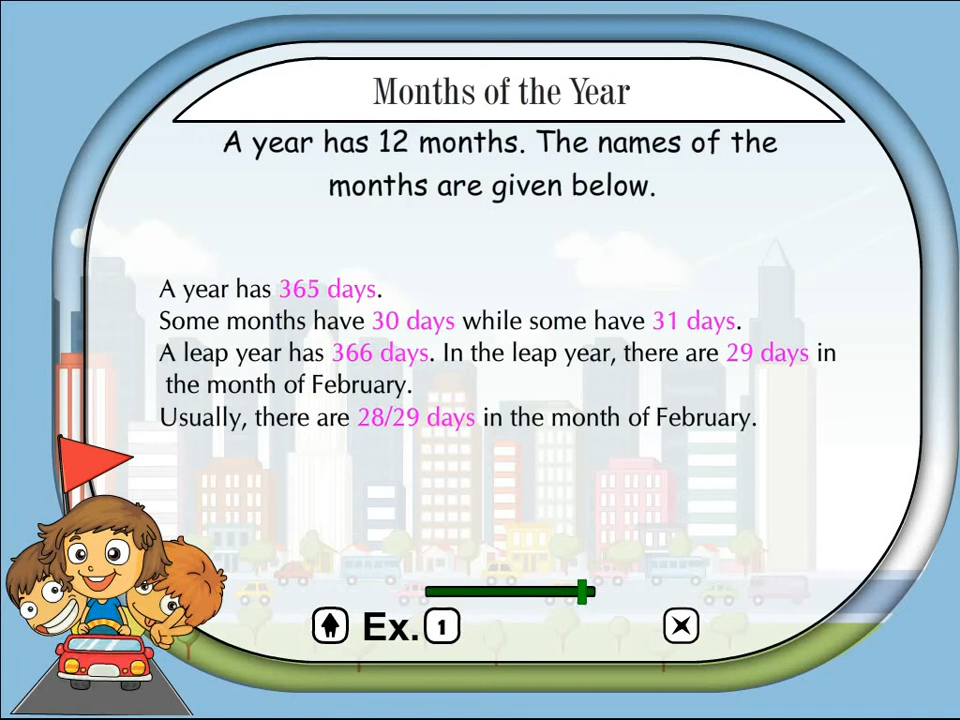 Months of the Year
A year has 12 months. The names of the
months are given below.
A year has 365 days.
Some months have 30 days while some have 31 days.
A leap year has 366 days. In the leap year, there are 29 days in
the month of February.
Usually, there are 28/29 days in the month of February.
Ex. 1